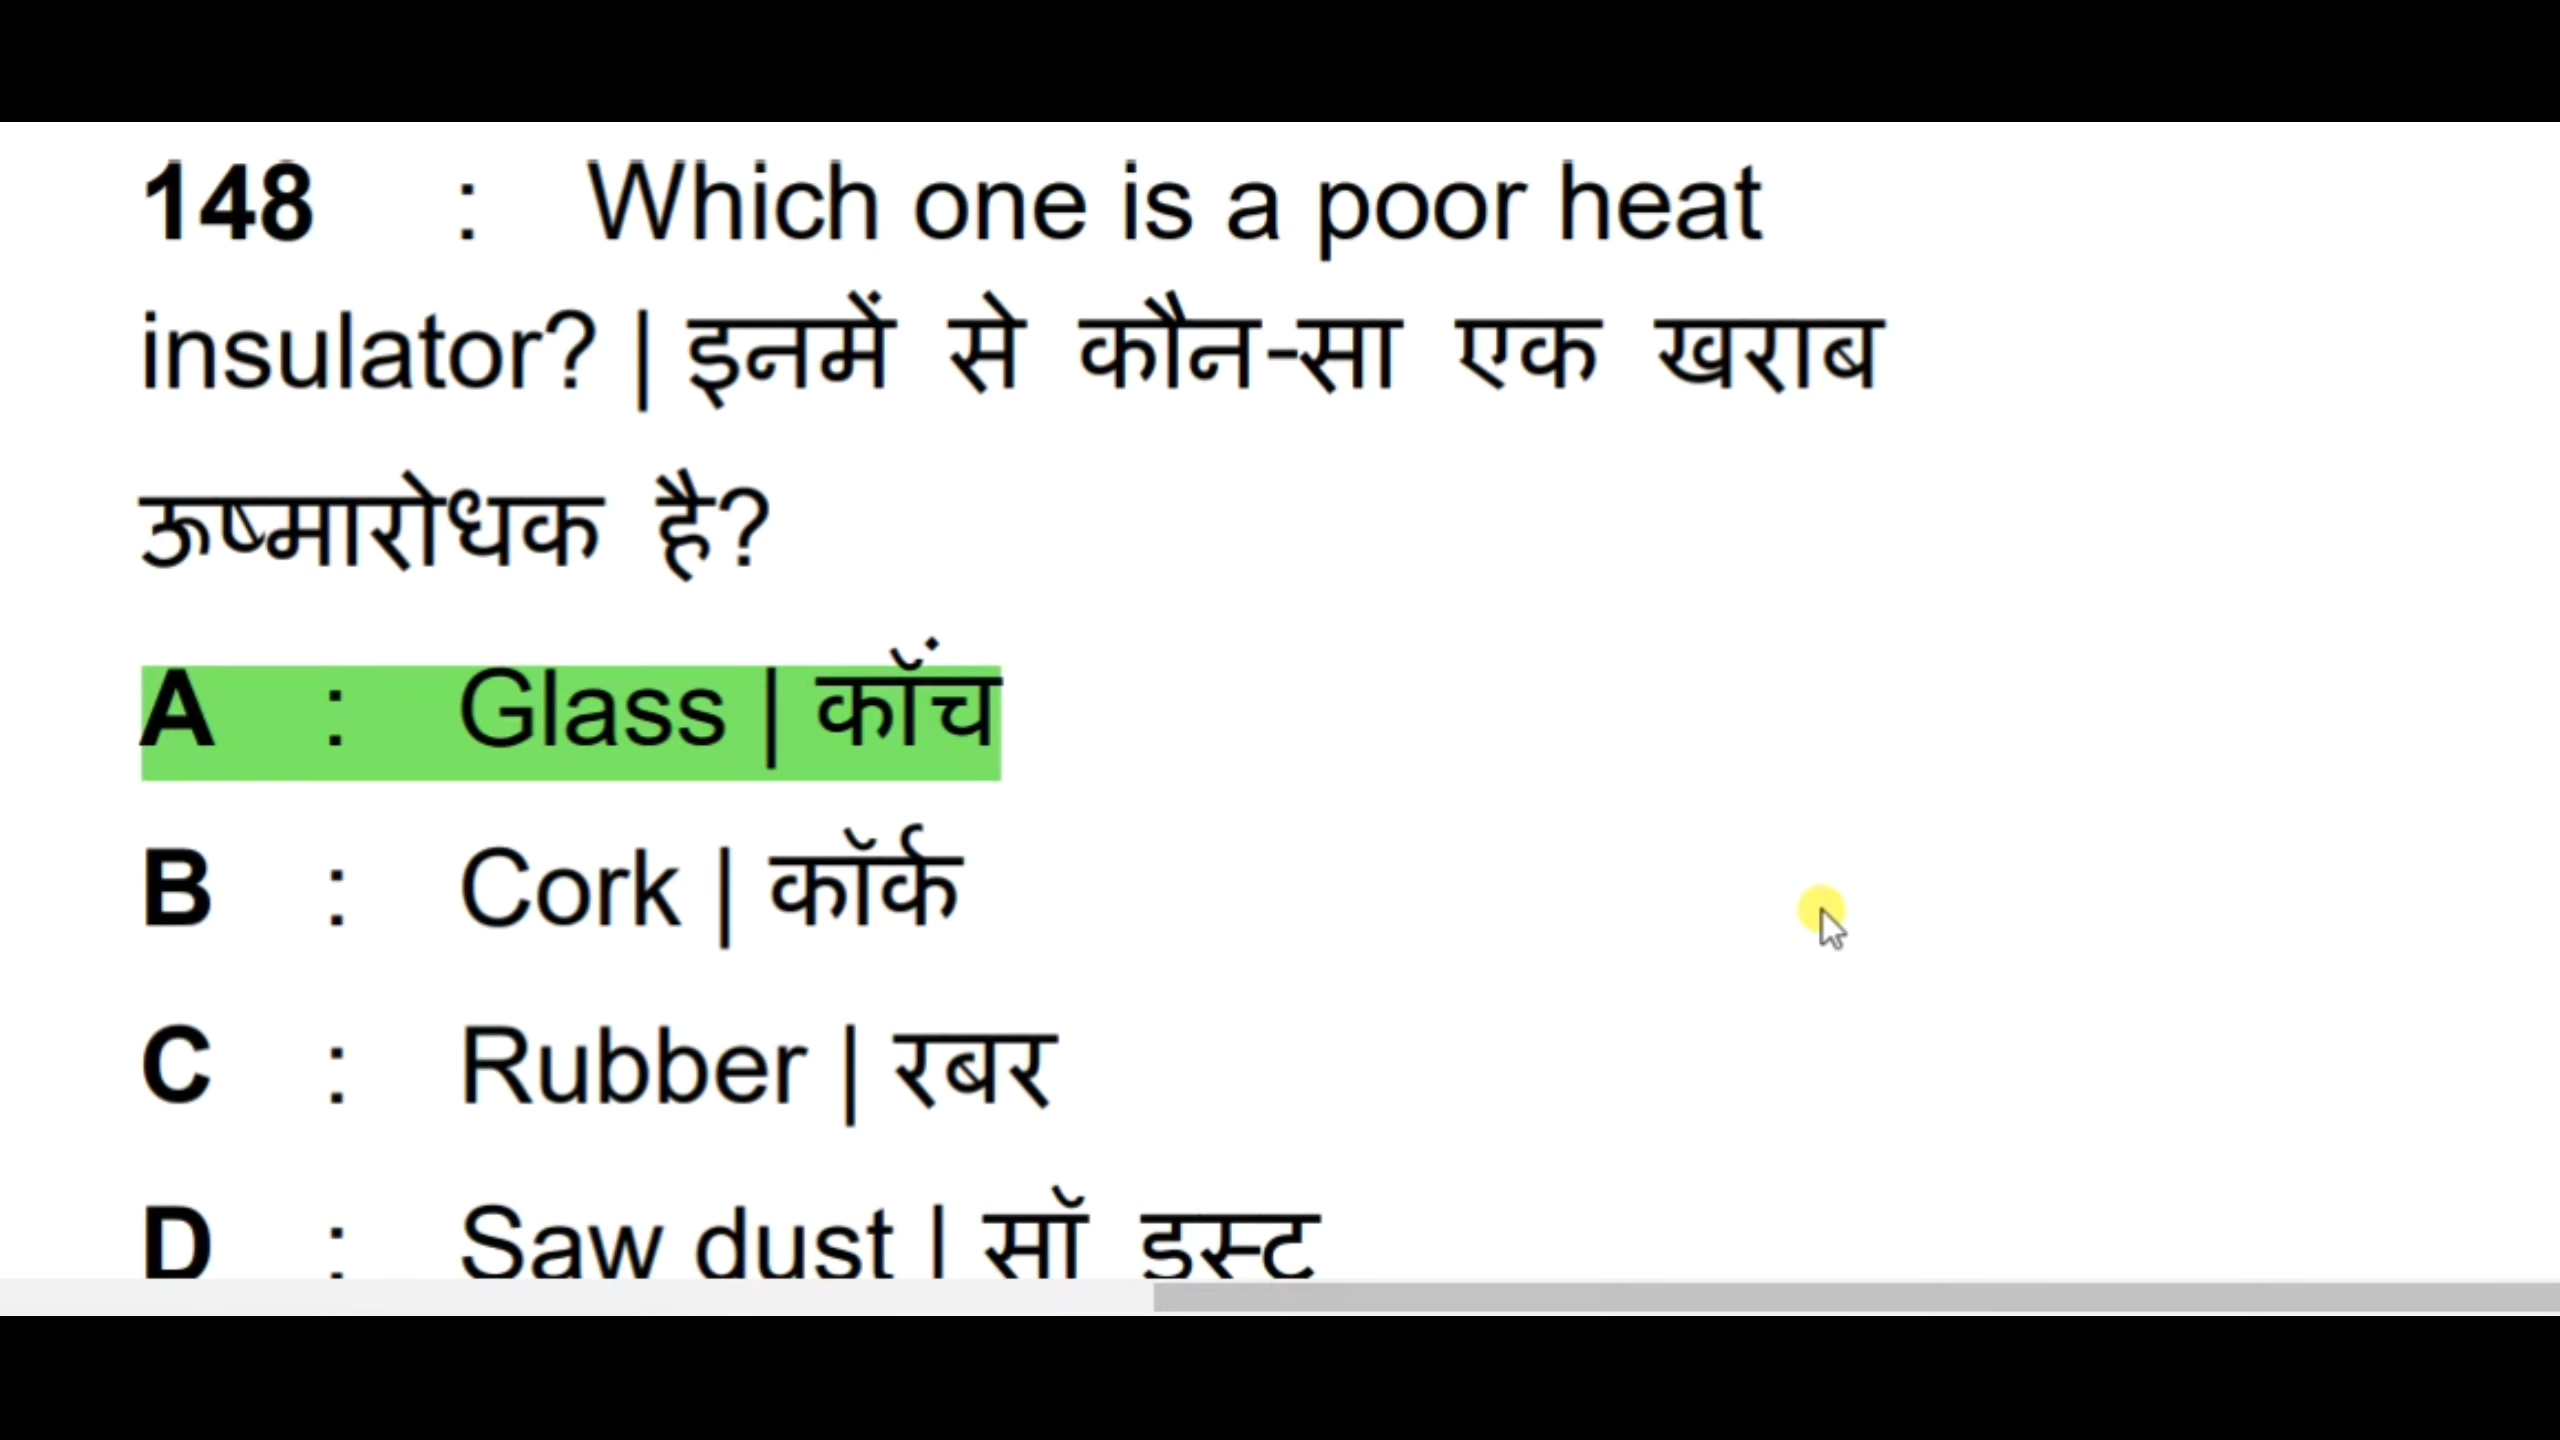 148 : Which one is a poor heat
insulator? | इनमें से कौन-सा एक खराब
ऊष्मारोधक है?
A : Glass | कॉंच
B : Cork | कॉर्क
C : Rubber | रबर
D : Saw dust | सॉ डस्ट